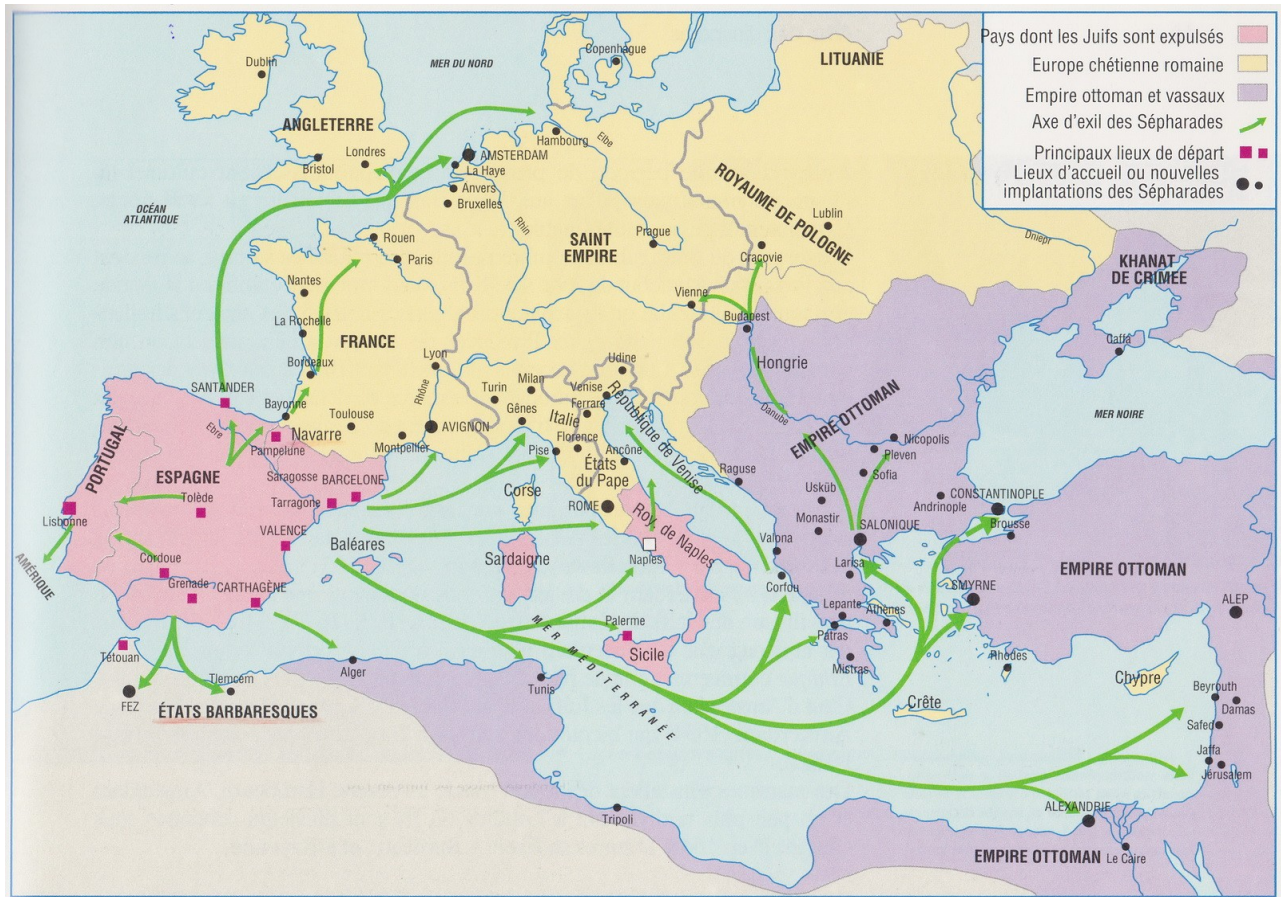 Pays dont les Juifs sont expulsés
Europe chétienne romaine
Empire ottoman et vassaux
Axe d'exil des Sépharades
Principaux lieux de départ
Lieux d'accueil ou nouvelles
implantations des Sépharades
Dublin
MER DU NORD
Copenhague
LITUANIE
ANGLETERRE
Londres
Bristol
Hambourg
Elbe
AMSTERDAM
La Haye
Anvers
Bruxelles
OCÉAN
ATLANTIQUE
Rhin
ROYAUME DE POLOGNE
Lublin
Dniepr
Rouen
Paris
SAINT
EMPIRE
Prague
Cracovie
KHANAT
DE CRIMEE
Nantes
Vienne
La Rochelle
Budapest
FRANCE
Caffa
Bordeaux
Lyon
Udine
Hongrie
SANTANDER
Rhône
Turin
Milan
Venise
Ferrare
République de Venise
Danube
EMPIRE OTTOMAN
MER NOIRE
Bayonne
Toulouse
Gênes
Italie
Ebre
Navarre
Montpellier
AVIGNON
Florence
Nicopolis
Pampelune
Pise
Ancône
Pleven
PORTUGAL
ESPAGNE
Saragosse
BARCELONE
États
du Pape
Raguse
Sofia
Tolède
Tarragone
Corse
ROME
Roy. de Naples
Usküb
Andrinople
CONSTANTINOPLE
Lisbonne
VALENCE
Monastir
SALONIQUE
Brousse
AMÉRIQUE
Cordoue
Baléares
Sardaigne
Naples
Valona
Larisa
EMPIRE OTTOMAN
Grenade
CARTHAGÈNE
Corfou
SMYRNE
ALEP
Lepante
Athènes
Palerme
Patras
Tétouan
MER MÉDITERRANÉE
Sicile
Mistras
Rhodes
Alger
Tlemcem
Tunis
Chypre
FEZ
ÉTATS BARBARESQUES
Crête
Beyrouth
Damas
Safed
Jaffa
Jérusalem
Tripoli
ALEXANDRIE
EMPIRE OTTOMAN
Le Caire